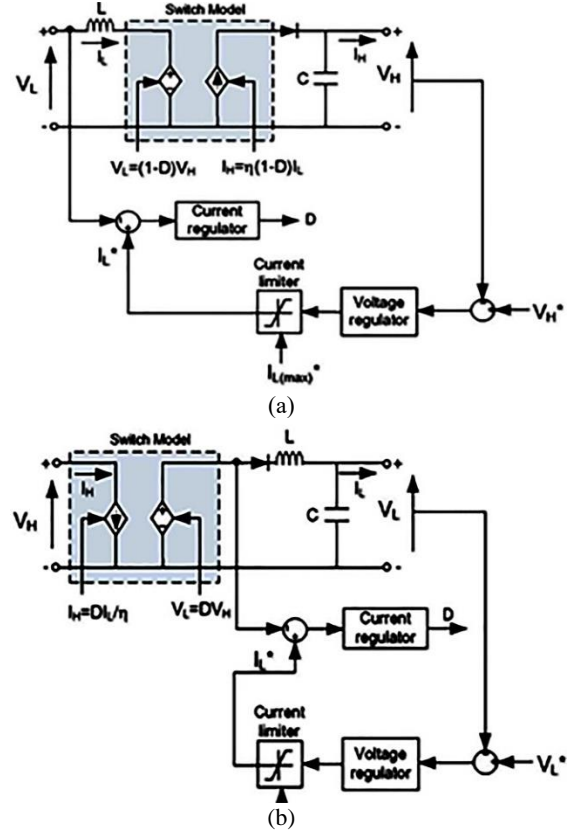 + L Switch Model +
I_L I_H
V_L C V_H
- -
V_L=(1-D)V_H I_H=η(1-D)I_L
Current
regulator D
I_L*
Current
limiter
Voltage
regulator
V_H*
I_L(max)*
(a)
Switch Model L
+ +
I_H I_L
V_H C V_L
- -
I_H=DI_L/η V_L=DV_H
Current
regulator D
I_L*
Current
limiter
Voltage
regulator
V_L*
(b)